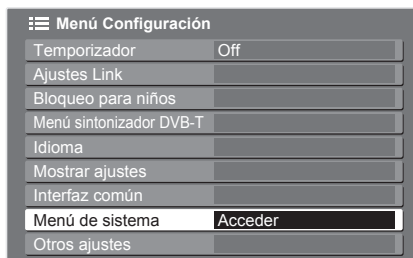 Menú Configuración
Temporizador Off
Ajustes Link
Bloqueo para niños
Menú sintonizador DVB-T
Idioma
Mostrar ajustes
Interfaz común
Menú de sistema Acceder
Otros ajustes